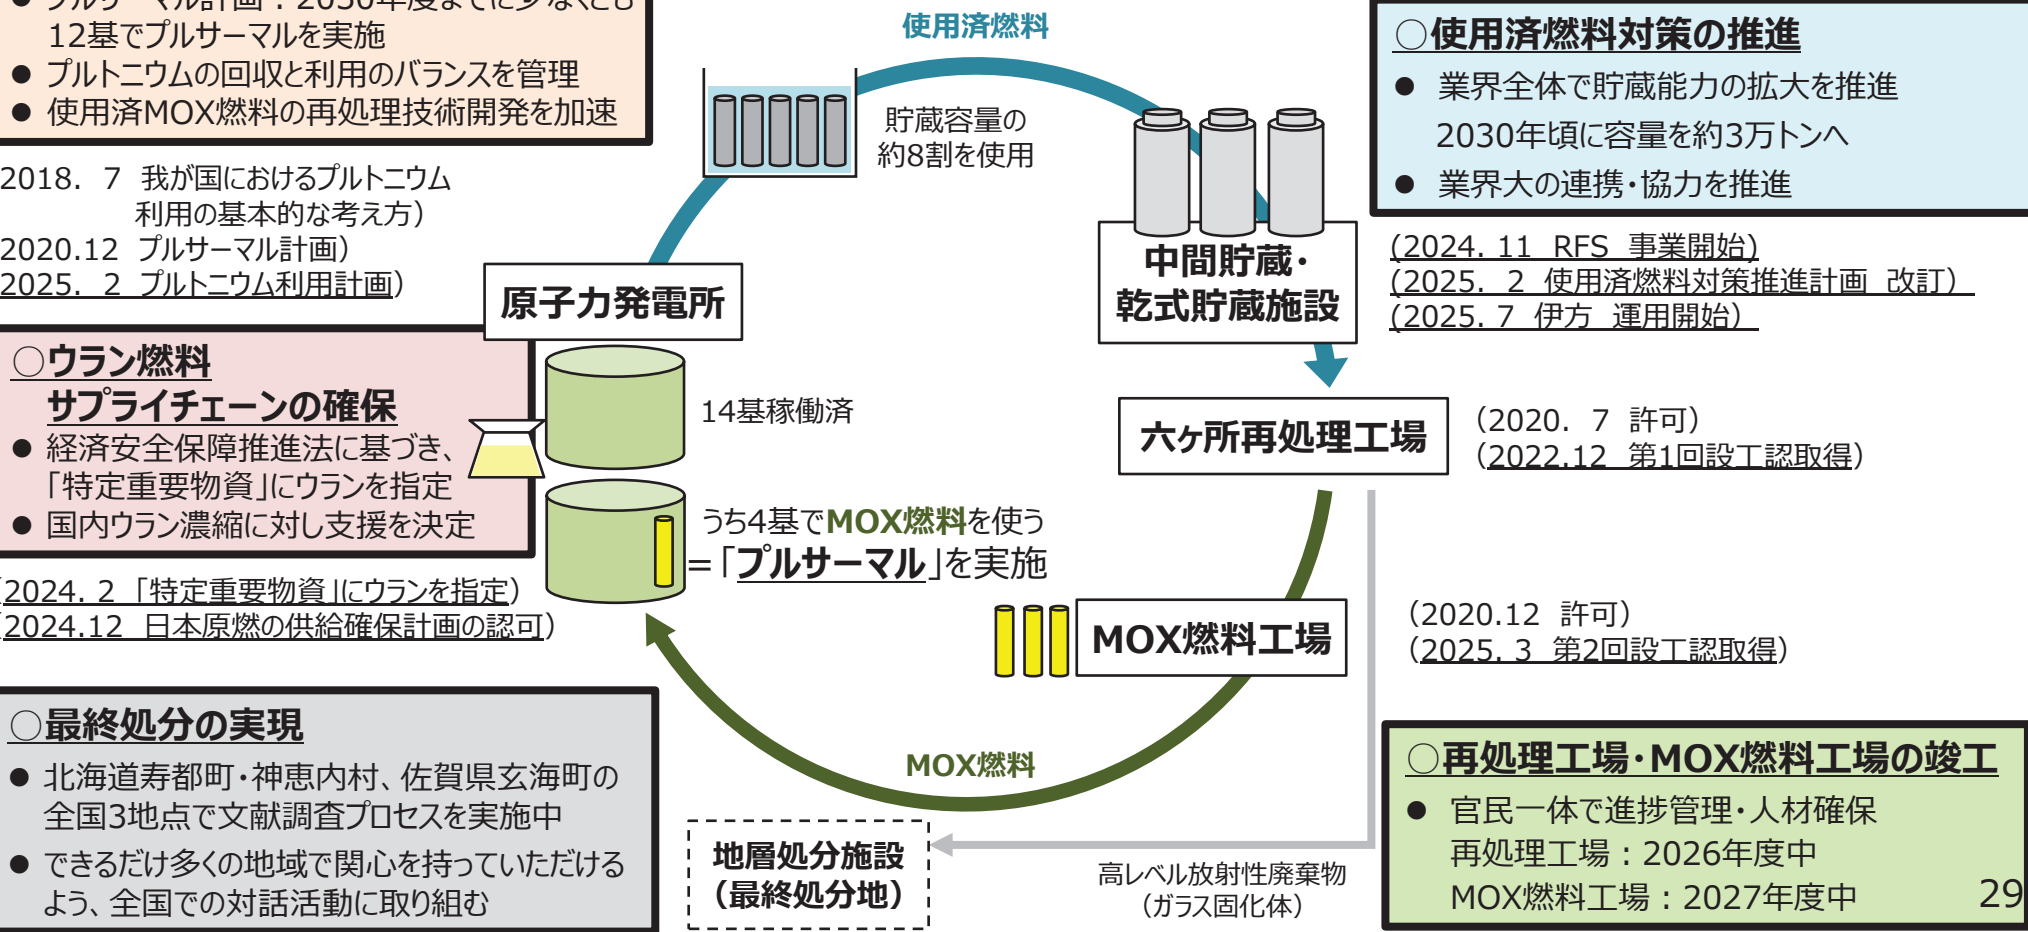 ● プルサーマル計画：2030年度までに少なくとも
12基でプルサーマルを実施
● プルトニウムの回収と利用のバランスを管理
● 使用済MOX燃料の再処理技術開発を加速
2018. 7 我が国におけるプルトニウム
利用の基本的な考え方）
2020.12 プルサーマル計画）
2025. 2 プルトニウム利用計画）
○ウラン燃料
サプライチェーンの確保
● 経済安全保障推進法に基づき、
「特定重要物資」にウランを指定
● 国内ウラン濃縮に対し支援を決定
（2024. 2 「特定重要物資」にウランを指定）
（2024.12 日本原燃の供給確保計画の認可）
○最終処分の実現
● 北海道寿都町・神恵内村、佐賀県玄海町の
全国3地点で文献調査プロセスを実施中
● できるだけ多くの地域で関心を持っていただける
よう、全国での対話活動に取り組む
使用済燃料
貯蔵容量の
約8割を使用
原子力発電所
14基稼働済
うち4基でMOX燃料を使う
＝「プルサーマル」を実施
中間貯蔵・
乾式貯蔵施設
六ヶ所再処理工場
（2020. 7 許可）
（2022.12 第1回設工認取得）
MOX燃料工場
（2020.12 許可）
（2025. 3 第2回設工認取得）
MOX燃料
地層処分施設
（最終処分地）
高レベル放射性廃棄物
（ガラス固化体）
○使用済燃料対策の推進
● 業界全体で貯蔵能力の拡大を推進
2030年頃に容量を約3万トンへ
● 業界大の連携・協力を推進
(2024. 11 RFS 事業開始)
(2025. 2 使用済燃料対策推進計画 改訂）
(2025. 7 伊方 運用開始）
○再処理工場・MOX燃料工場の竣工
● 官民一体で進捗管理・人材確保
再処理工場：2026年度中
MOX燃料工場：2027年度中
29